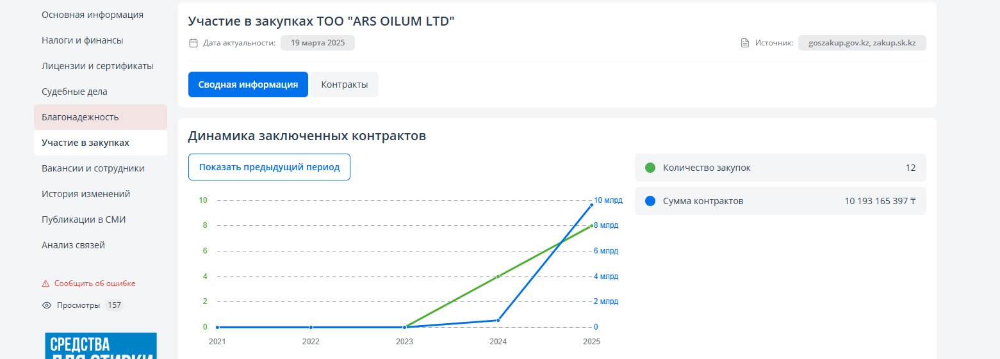 Основная информация
Налоги и финансы
Лицензии и сертификаты
Судебные дела
Благонадежность
Участие в закупках
Вакансии и сотрудники
История изменений
Публикации в СМИ
Анализ связей
Сообщить об ошибке
Просмотры 157
СРЕДСТВА
ДЛЯ СТИРКИ
Участие в закупках ТОО "ARS OILUM LTD"
Дата актуальности: 19 марта 2025
Источник: goszakup.gov.kz, zakup.sk.kz
Сводная информация Контракты
Динамика заключенных контрактов
Показать предыдущий период
Количество закупок 12
Сумма контрактов 10 193 165 397 ₸
10 10 млрд
8 8 млрд
6 6 млрд
4 4 млрд
2 2 млрд
0 0
2021 2022 2023 2024 2025